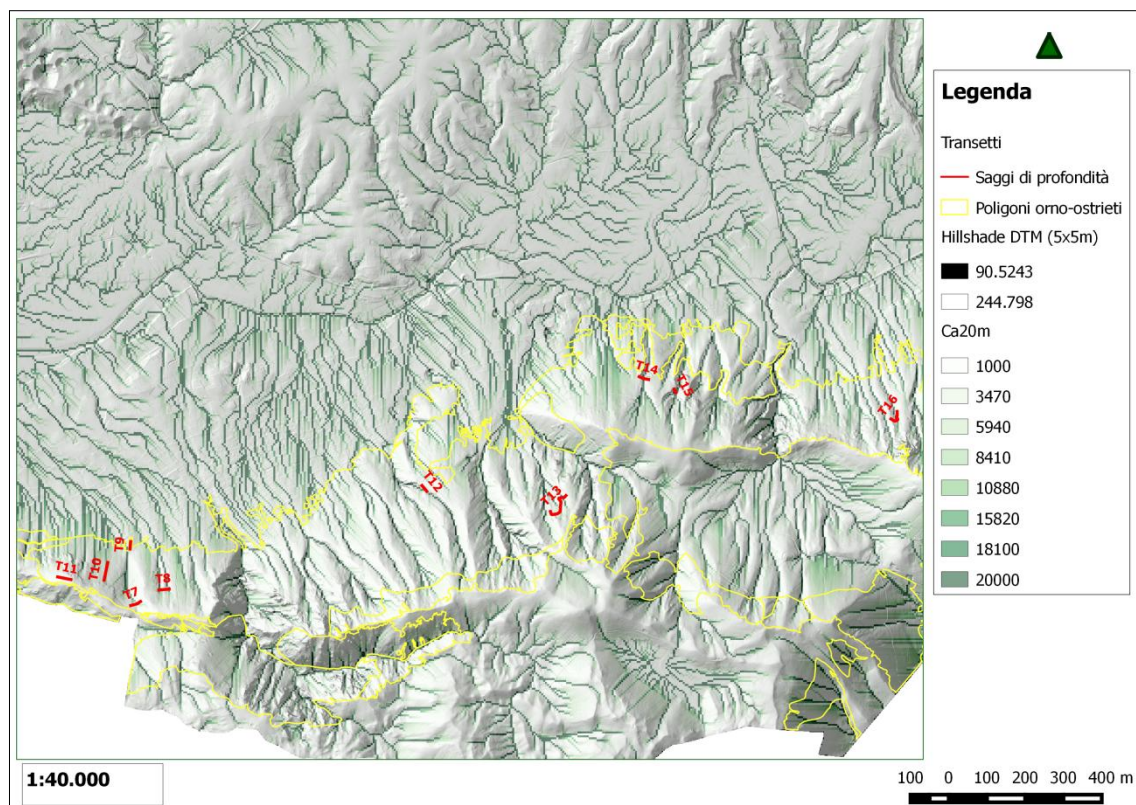 Legenda
Transetti
Saggi di profondità
Poligoni orno-ostrieti
Hillshade DTM (5x5m)
90.5243
244.798
Ca20m
1000
3470
5940
8410
10880
15820
18100
20000
T14
T15
T16
T12
T13
T9
T11
T10
T8
T7
1:40.000
100 0 100 200 300 400 m